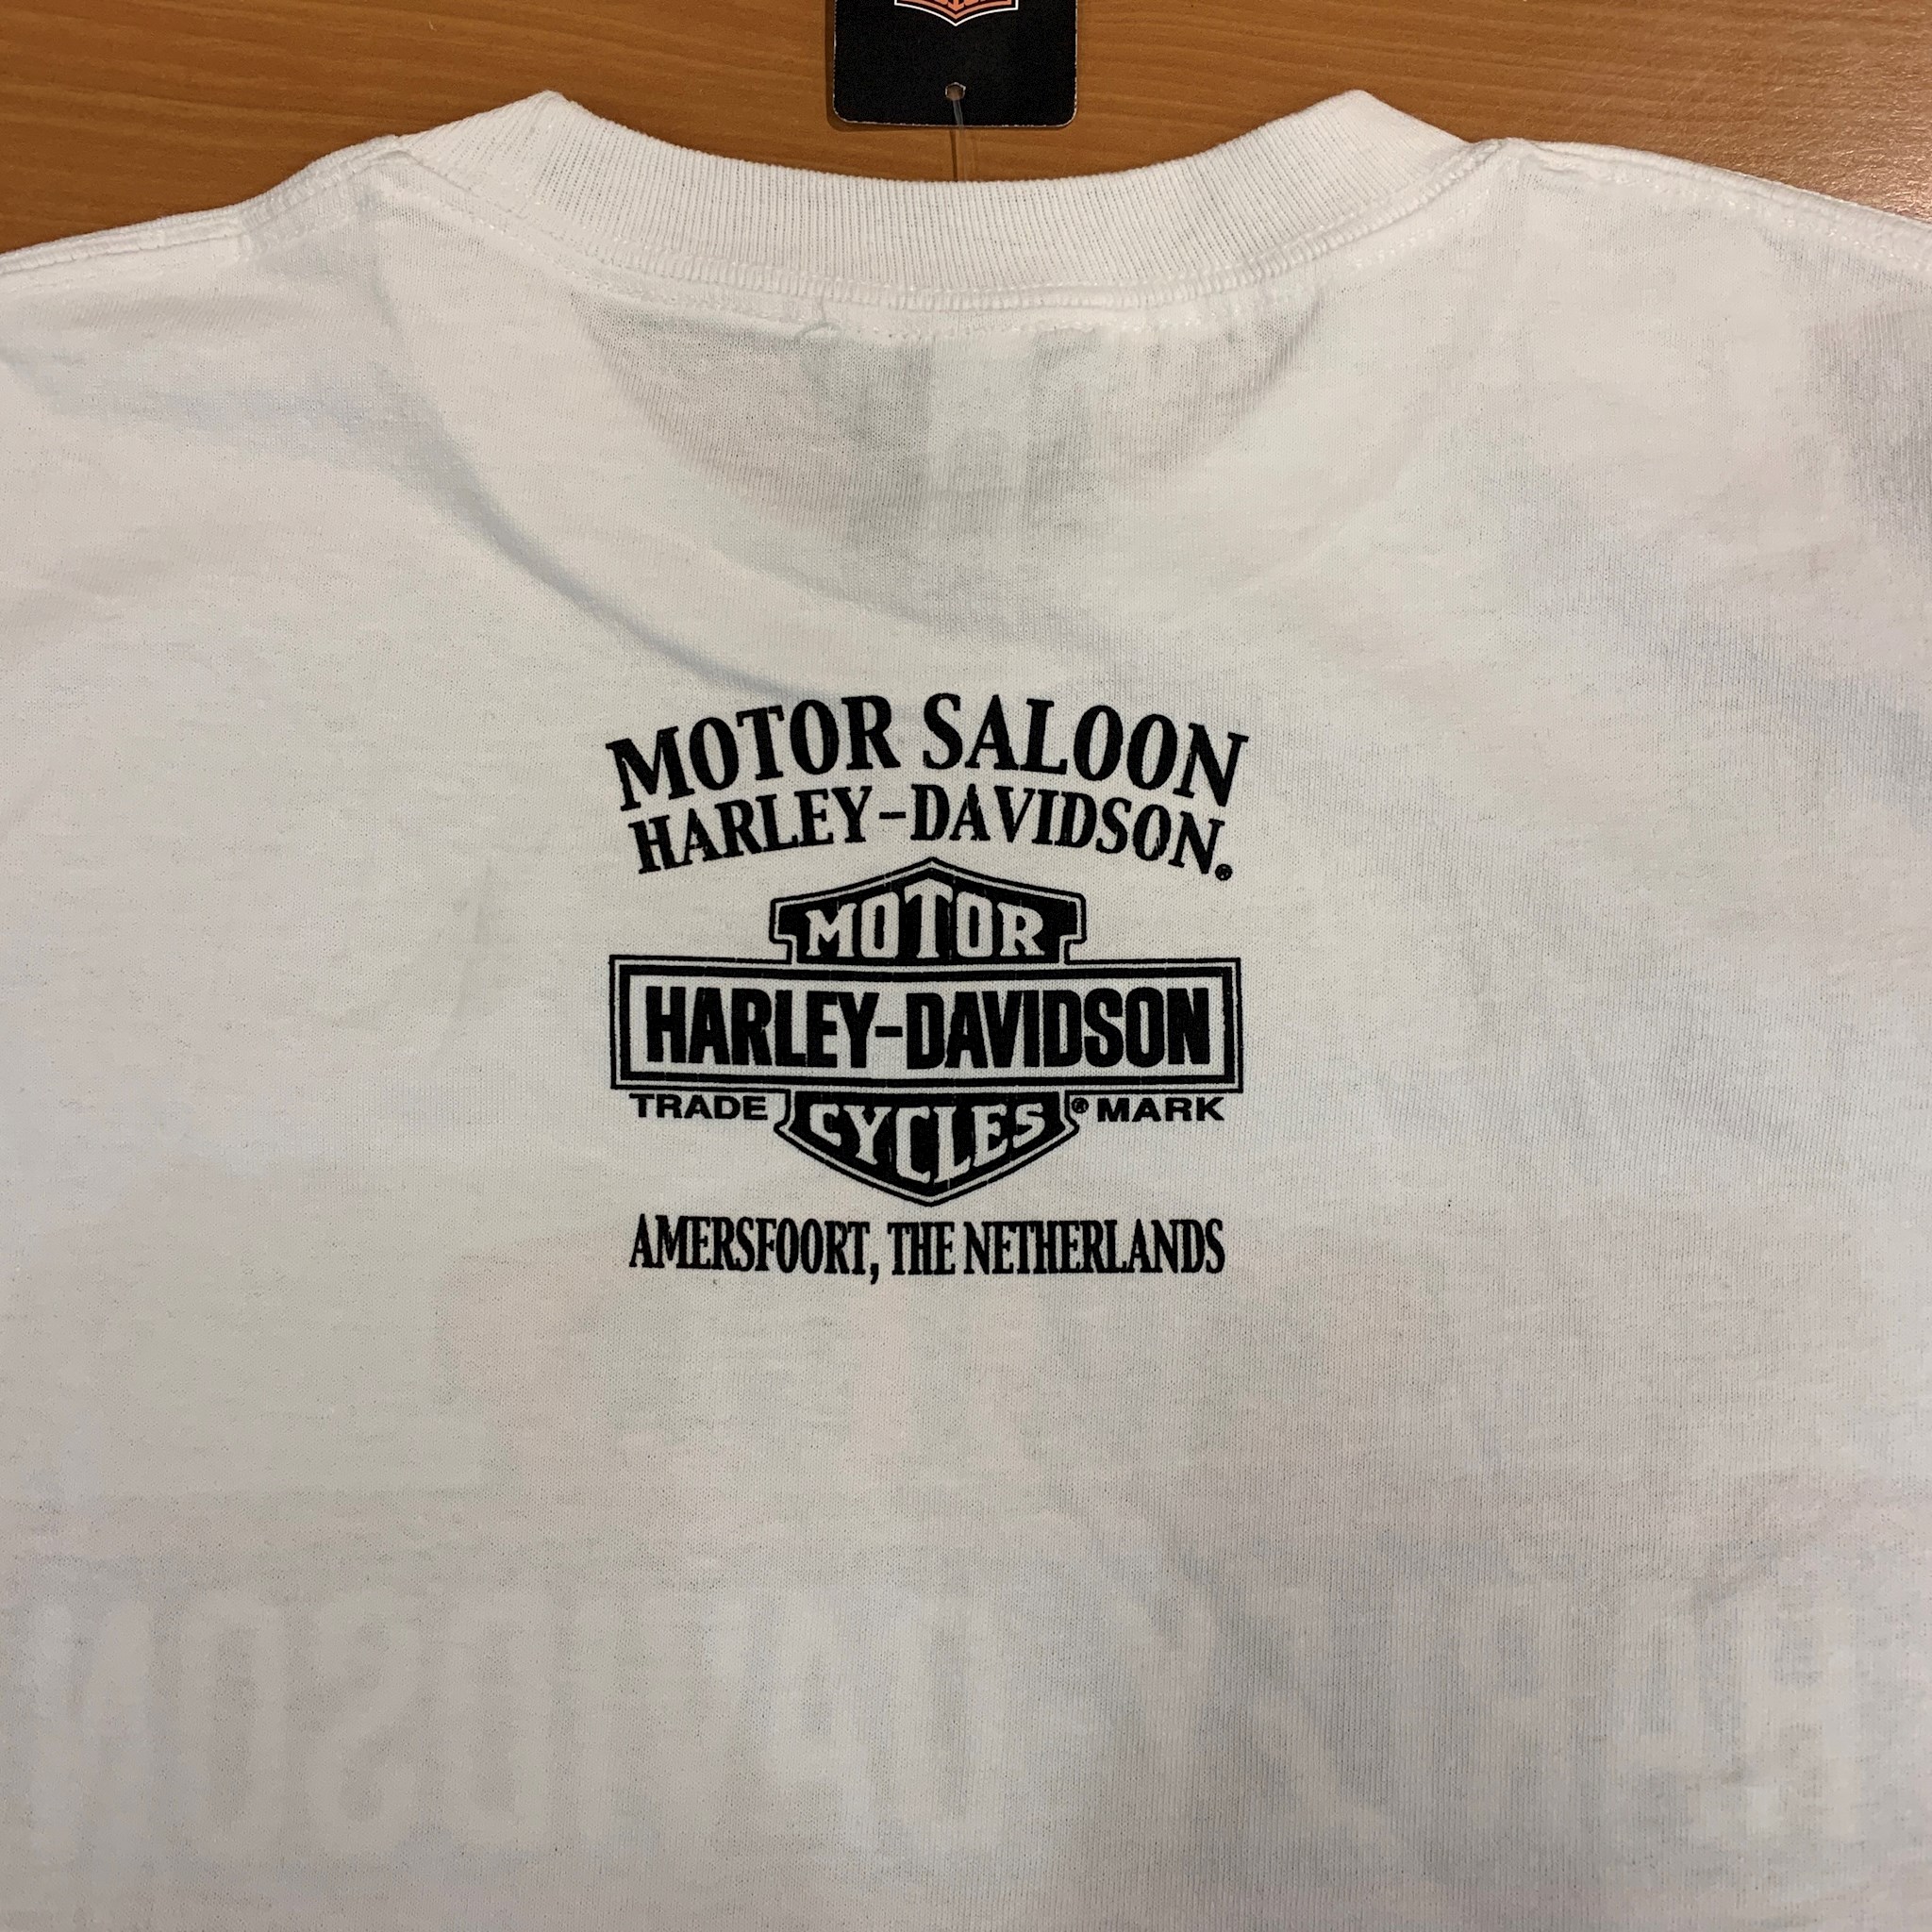 MOTOR SALOON
HARLEY-DAVIDSON®
MOTOR
HARLEY-DAVIDSON
TRADE CYCLES ® MARK
AMERSFOORT, THE NETHERLANDS